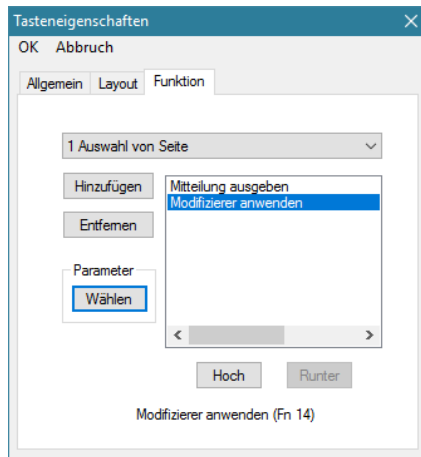 Tasteneigenschaften
OK Abbruch
Allgemein Layout Funktion
1 Auswahl von Seite
Hinzufügen
Mitteilung ausgeben
Modifizierer anwenden
Entfernen
Parameter
Wählen
Hoch Runter
Modifizierer anwenden (Fn 14)